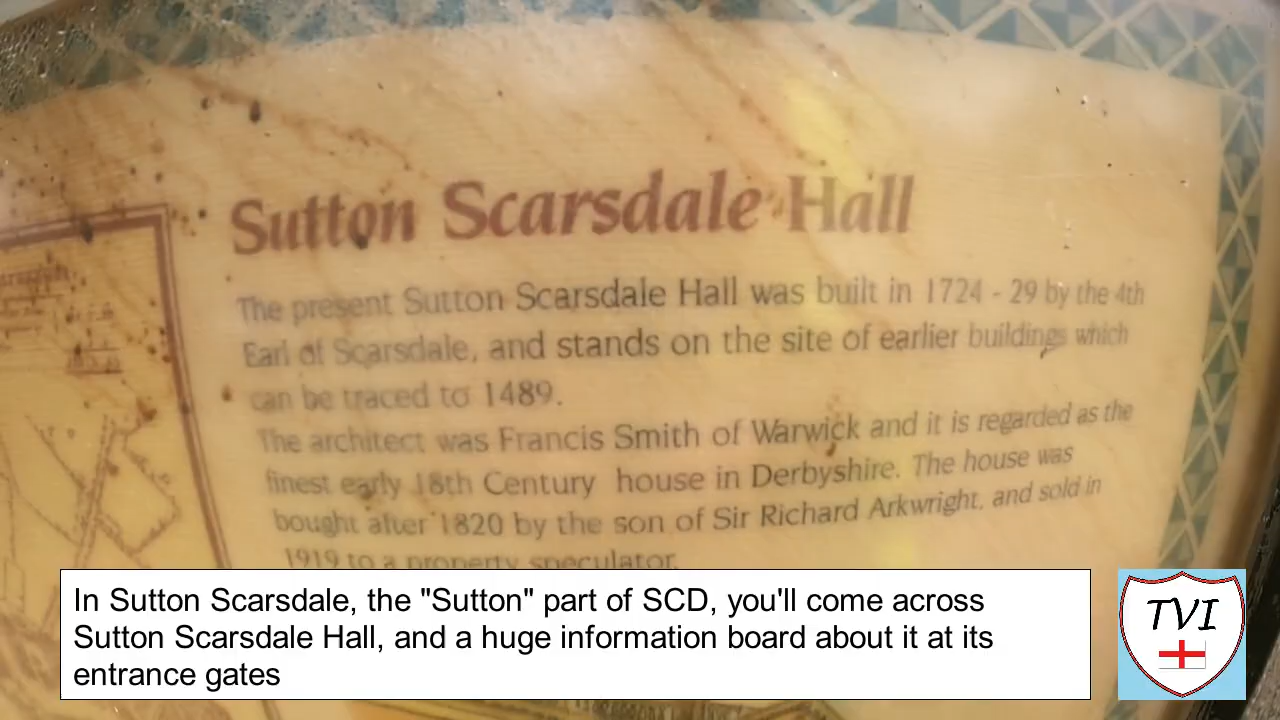 Sutton Scarsdale Hall
The present Sutton Scarsdale Hall was built in 1724 - 29 by the 4th
Earl of Scarsdale, and stands on the site of earlier buildings which
can be traced to 1489.
The architect was Francis Smith of Warwick and it is regarded as the
finest early 18th Century house in Derbyshire. The house was
bought after 1820 by the son of Sir Richard Arkwright, and sold in
1919 to a property speculator.
In Sutton Scarsdale, the "Sutton" part of SCD, you'll come across
Sutton Scarsdale Hall, and a huge information board about it at its
entrance gates
TVI